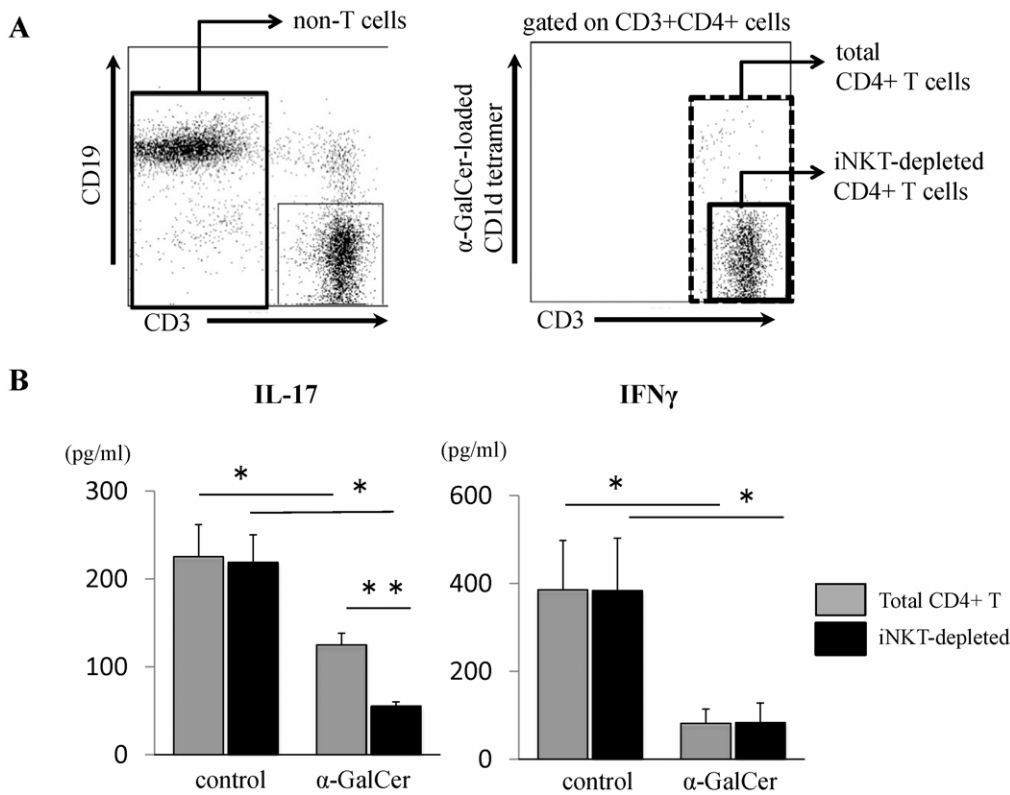 A
non-T cells
CD19
CD3
gated on CD3+CD4+ cells
α-GalCer-loaded
CD1d tetramer
total
CD4+ T cells
iNKT-depleted
CD4+ T cells
CD3
B
IL-17
(pg/ml)
300
200
100
0
*
*
* *
control
α-GalCer
IFNγ
(pg/ml)
600
400
200
0
*
*
control
α-GalCer
Total CD4+ T
iNKT-depleted